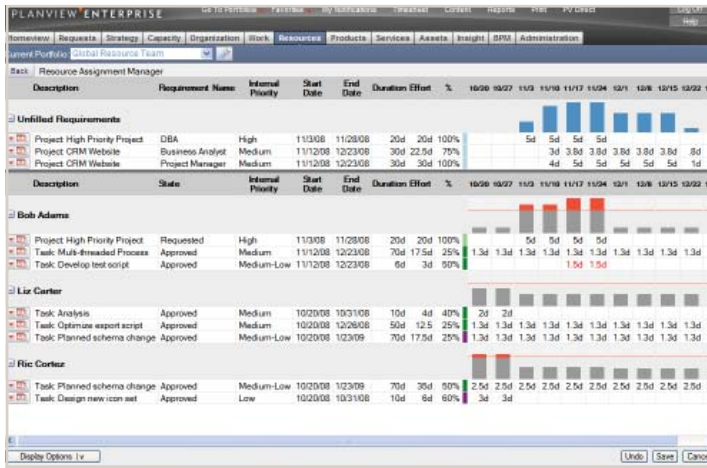 PLANVIEW ENTERPRISE
Go To Portfolio Favorites My Notifications Timesheet Content Reports Print PV Direct
Help
Homeview Requests Strategy Capacity Organization Work Resources Products Services Assets Insight BPM Administration
Current Portfolio: Global Resource Team
Back Resource Assignment Manager
Description Requirement Name Internal Priority Start Date End Date Duration Effort % 10/20 10/27 11/3 11/10 11/17 11/24 12/1 12/8 12/15 12/22
Unfilled Requirements
Project: High Priority Project DBA High 11/3/08 11/28/08 20d 20d 100% 5d 5d 5d 5d
Project: CRM Website Business Analyst Medium 11/12/08 12/23/08 30d 22.5d 75% 3d 3.8d 3.8d 3.8d 3.8d 3.8d .8d
Project: CRM Website Project Manager Medium 11/12/08 12/23/08 30d 30d 100% 4d 5d 5d 5d 5d 5d 1d
Description State Internal Priority Start Date End Date Duration Effort % 10/20 10/27 11/3 11/10 11/17 11/24 12/1 12/8 12/15 12/22
Bob Adams
Project: High Priority Project Requested High 11/3/08 11/28/08 20d 20d 100% 5d 5d 5d 5d
Task: Multi-threaded Process Approved Medium 11/12/08 12/23/08 70d 17.5d 25% 1.3d 1.3d 1.3d 1.3d 1.3d 1.3d 1.3d 1.3d 1.3d 1.3d
Task: Develop test script Approved Medium-Low 11/12/08 12/23/08 6d 3d 50% 1.5d 1.5d
Liz Carter
Task: Analysis Approved Medium 10/20/08 10/31/08 10d 4d 40% 2d 2d
Task: Optimize export script Approved Medium 10/20/08 12/26/08 50d 12.5 25% 1.3d 1.3d 1.3d 1.3d 1.3d 1.3d 1.3d 1.3d 1.3d 1.3d
Task: Planned schema change Approved Medium-Low 10/20/08 1/23/09 70d 17.5d 25% 1.3d 1.3d 1.3d 1.3d 1.3d 1.3d 1.3d 1.3d 1.3d 1.3d
Ric Cortez
Task: Planned schema change Approved Medium-Low 10/20/08 1/23/09 70d 35d 50% 2.5d 2.5d 2.5d 2.5d 2.5d 2.5d 2.5d 2.5d 2.5d 2.5d
Task: Design new icon set Approved Low 10/20/08 10/31/08 10d 6d 60% 3d 3d
Display Options Undo Save